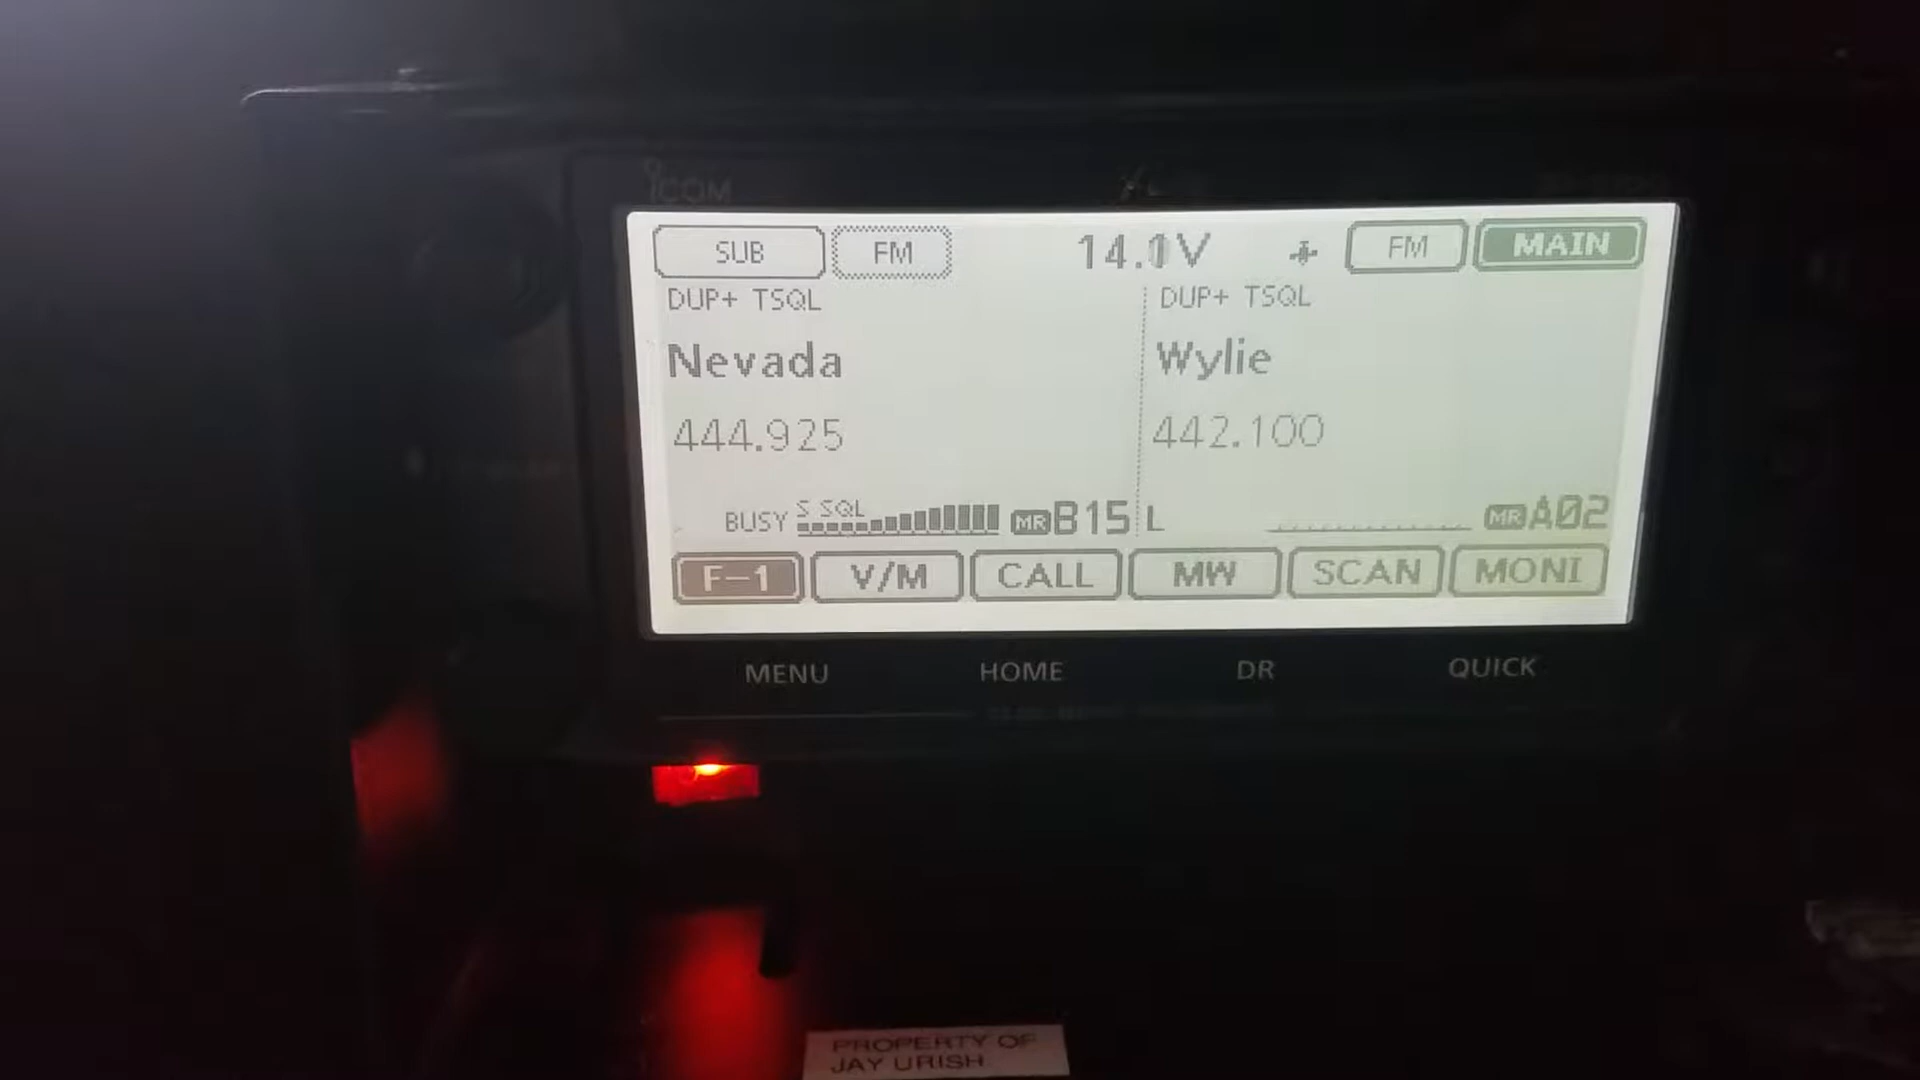 ICOM
SUB FM 14.1V FM MAIN
DUP+ TSQL DUP+ TSQL
Nevada Wylie
444.925 442.100
BUSY S SQL MR B15 L MR A02
F-1 V/M CALL MW SCAN MONI
MENU HOME DR QUICK
PROPERTY OF
JAY URISH